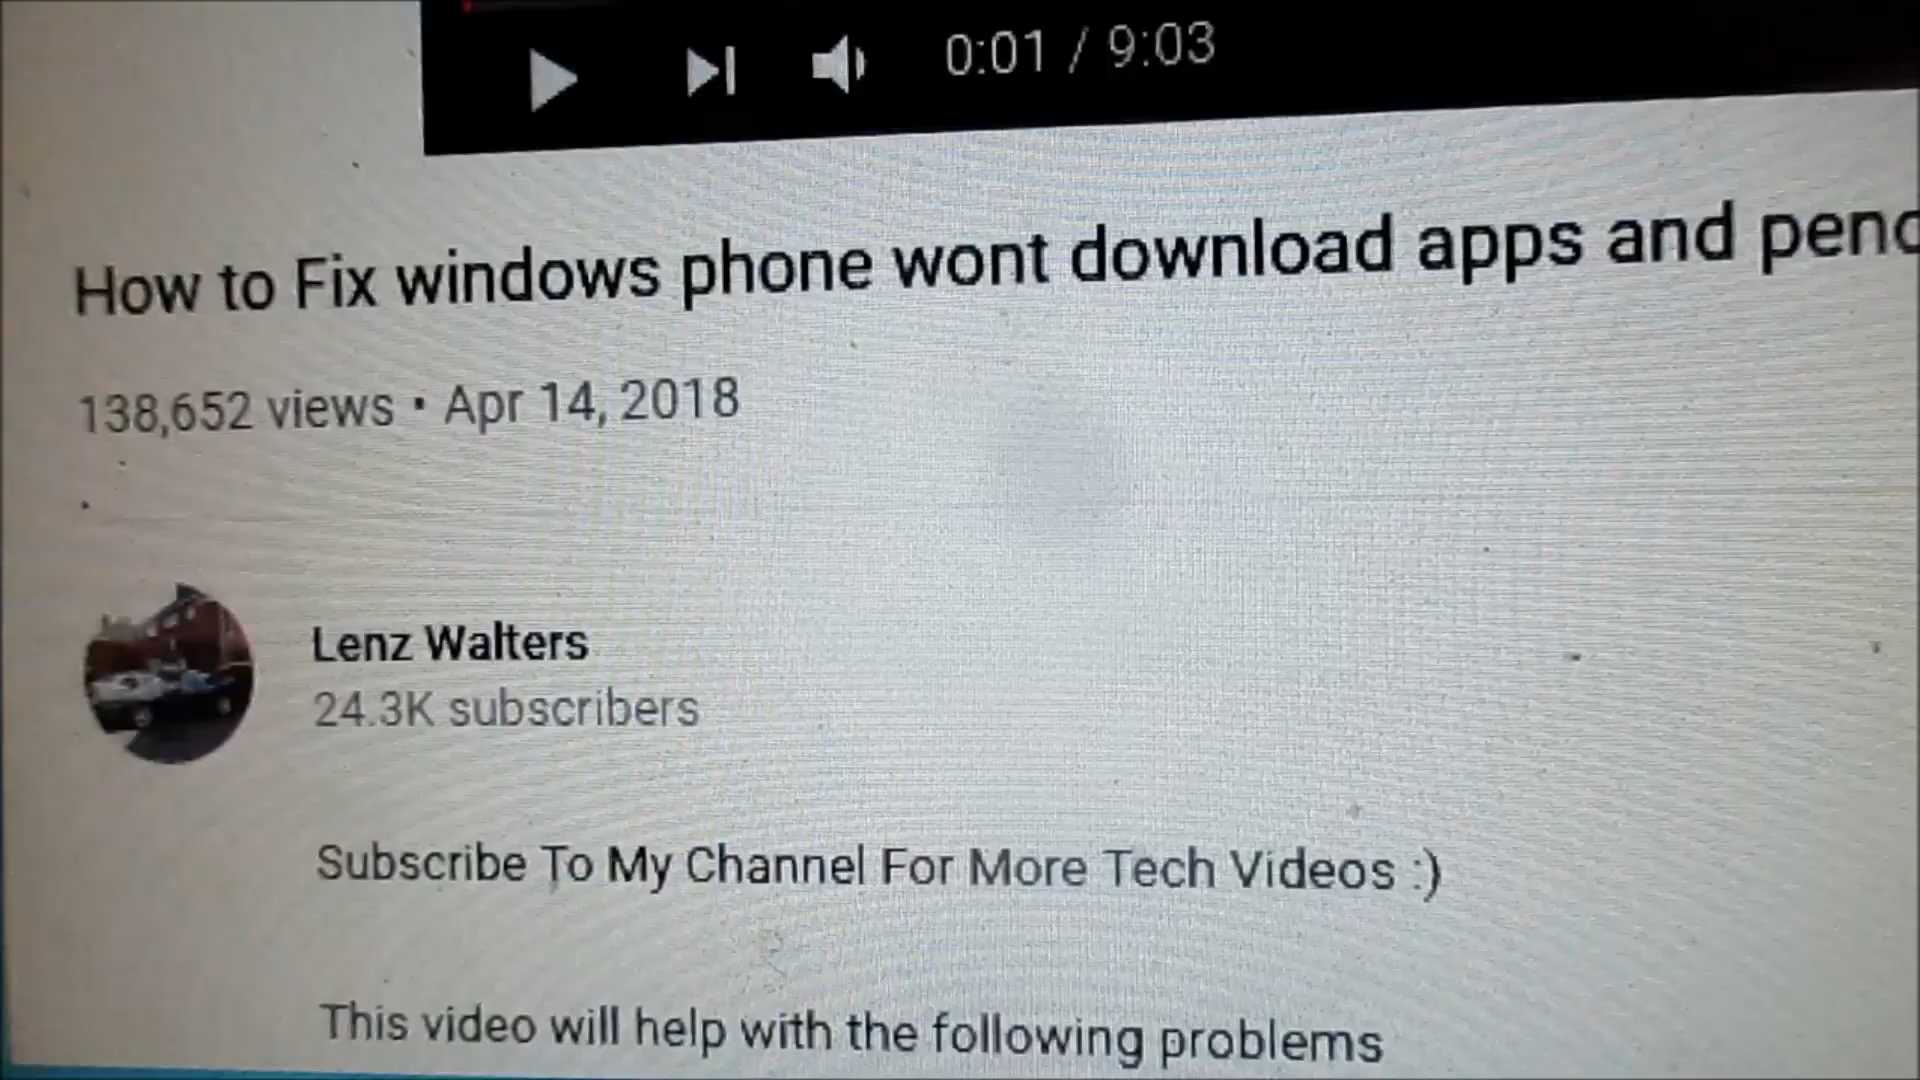 0:01 / 9:03
How to Fix windows phone wont download apps and
138,652 views • Apr 14, 2018
Lenz Walters
24.3K subscribers
Subscribe To My Channel For More Tech Videos :)
This video will help with the following problems